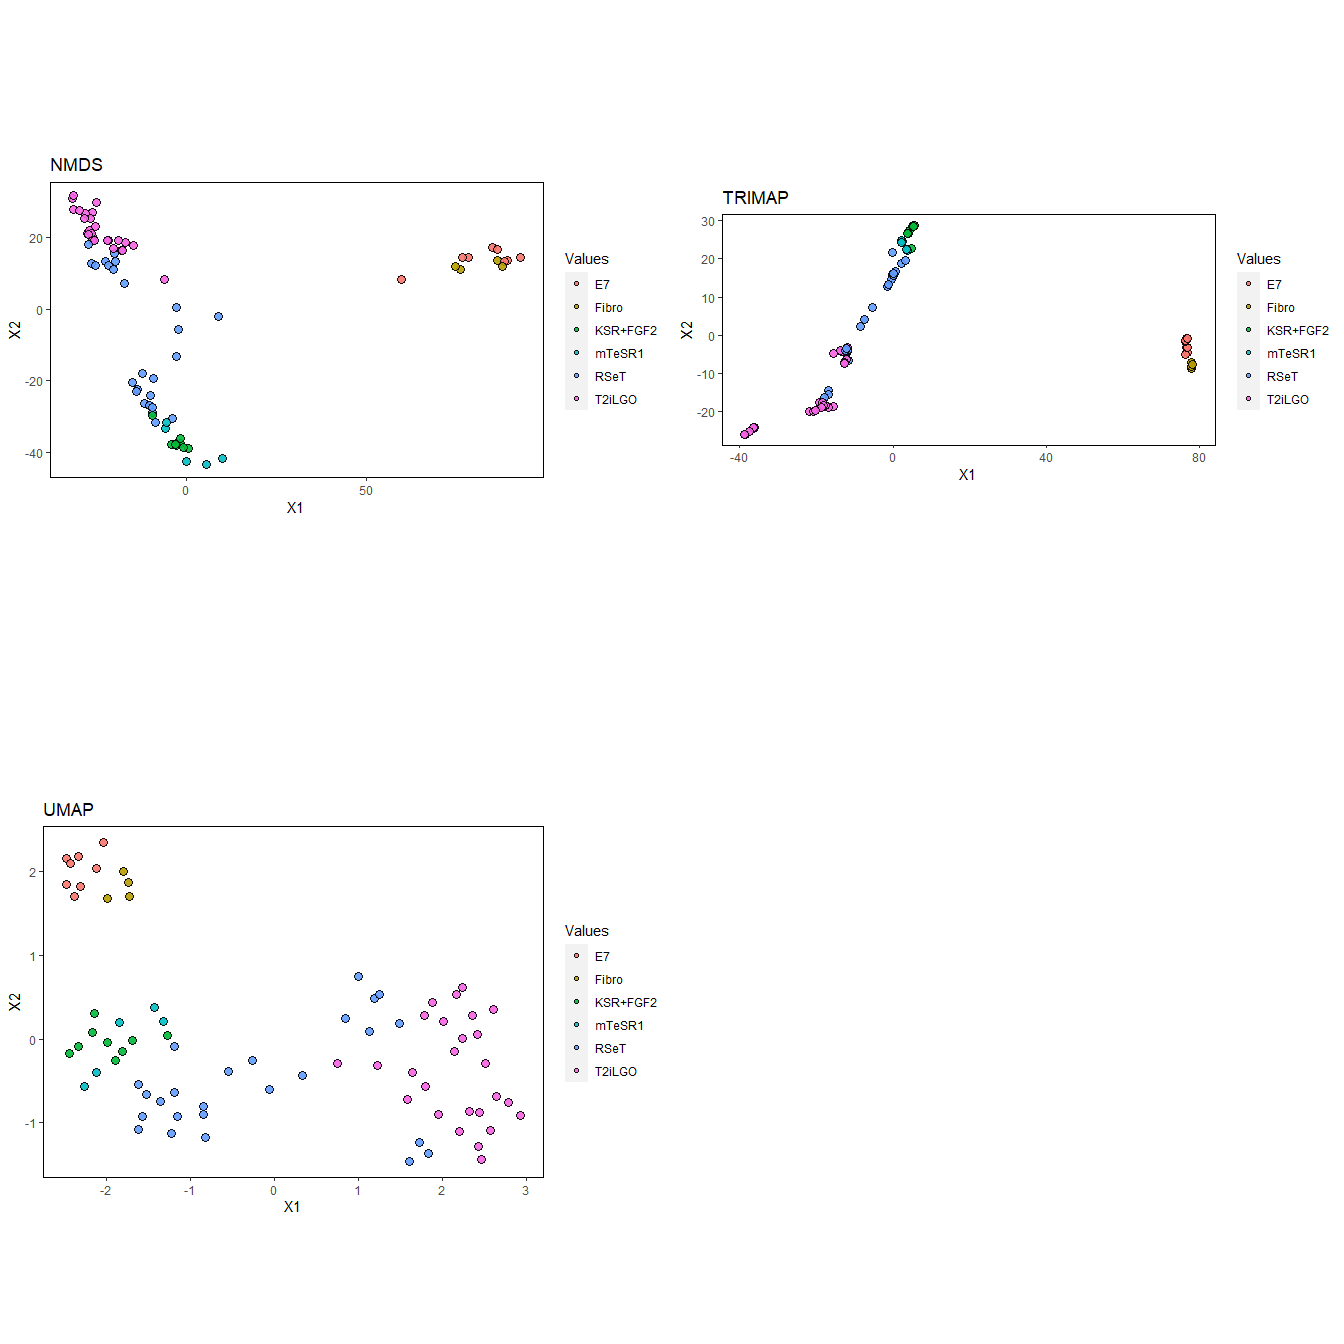 NMDS
20
0
-20
-40
X2
0
50
X1
Values
E7
Fibro
KSR+FGF2
mTeSR1
RSeT
T2iLGO
TRIMAP
30
20
10
0
-10
-20
X2
-40
0
40
80
X1
Values
E7
Fibro
KSR+FGF2
mTeSR1
RSeT
T2iLGO
UMAP
2
1
0
-1
X2
-2
-1
0
1
2
3
X1
Values
E7
Fibro
KSR+FGF2
mTeSR1
RSeT
T2iLGO